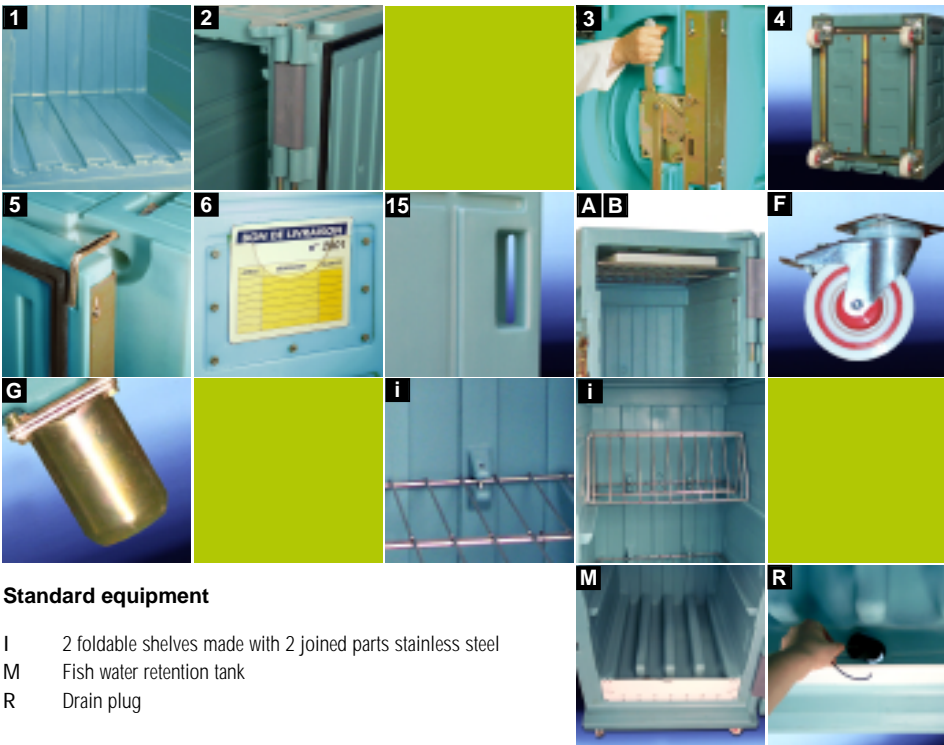 1
2
3
4
5
6
15
A B
F
G
i
i
BON DE LIVRAISON
M
R
Standard equipment
I 2 foldable shelves made with 2 joined parts stainless steel
M Fish water retention tank
R Drain plug